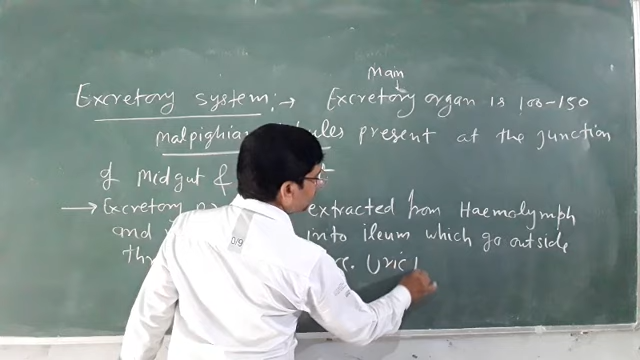 Main
Excretory system :→ Excretory organ is 100-150
malpighian tubules present at the junction
of midgut &
→ Excretory extracted from Haemolymph
and into ileum which go outside
Uric
D/9